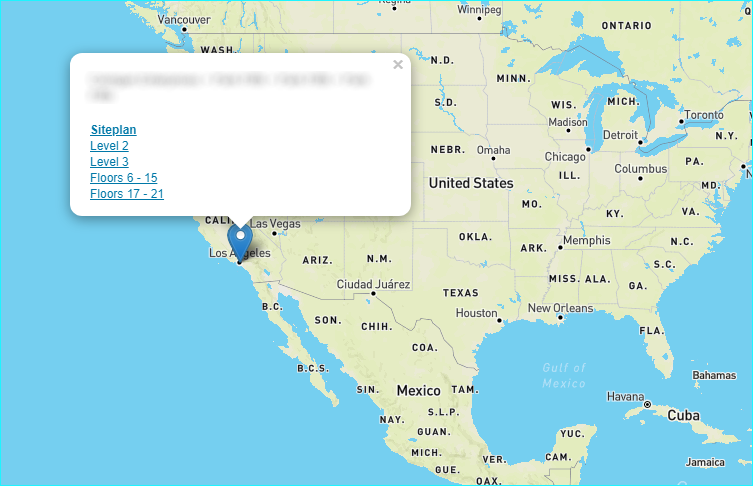 Regina
Winnipeg
Vancouver
ONTARIO
WASH.
×
N.D.
MINN.
S.D.
WIS.
MICH.
Toronto
Madison
Detroit
N.Y.
NEBR.
Omaha
Chicago
PA.
Siteplan
Level 2
Level 3
Floors 6 - 15
Floors 17 - 21
United States
ILL.
Columbus
MD.
MO.
KY.
VA.
Las Vegas
Los Angeles
OKLA.
ARK.
Memphis
N.C.
ARIZ.
N.M.
S.C.
MISS.
ALA.
GA.
Ciudad Juárez
TEXAS
B.C.
Houston
New Orleans
SON.
CHIH.
FLA.
COA.
Gulf of
Mexico
B.C.S.
Bahamas
SIN.
Mexico
TAM.
Havana
NAY.
S.L.P.
Cuba
GUAN.
YUC.
MICH.
VER.
CAM.
Jamaica
GUE.
OAX.